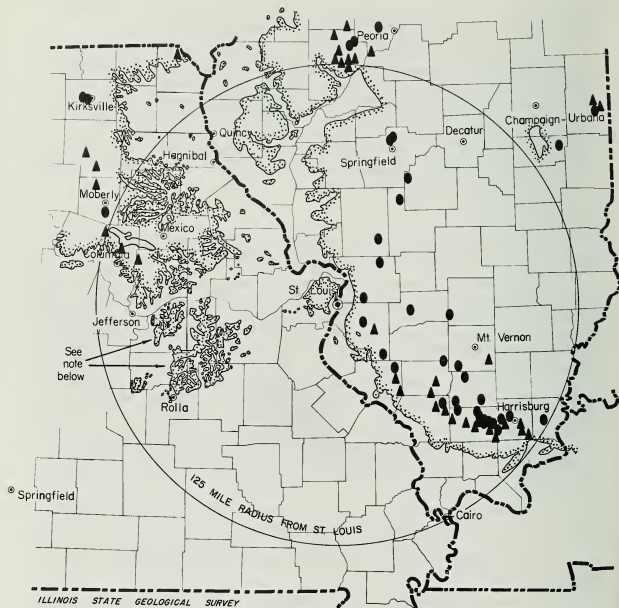 Peoria
Kirksville
Champaign-Urbana
Quincy
Decatur
Springfield
Hannibal
Moberly
Mexico
Columbia
St. Louis
Jefferson
Mt. Vernon
See
note
below
Harrisburg
Rolla
Springfield
125 MILE RADIUS FROM ST. LOUIS
Cairo
ILLINOIS STATE GEOLOGICAL SURVEY